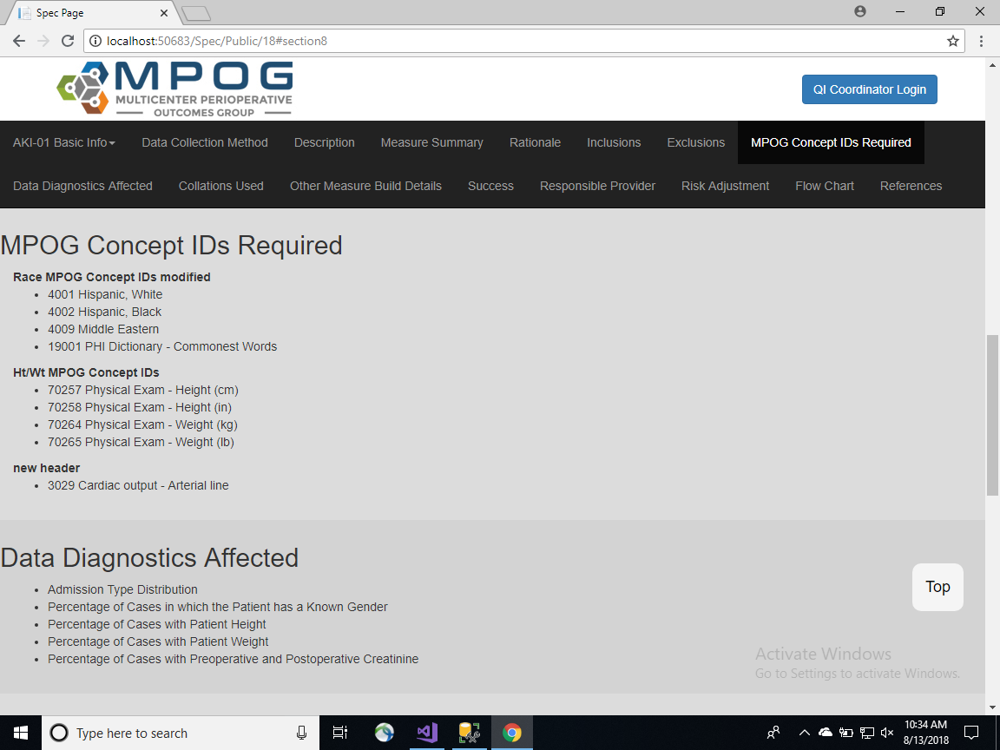 Spec Page
localhost:50683/Spec/Public/18#section8
MPOG
MULTICENTER PERIOPERATIVE
OUTCOMES GROUP
QI Coordinator Login
AKI-01 Basic Info Data Collection Method Description Measure Summary Rationale Inclusions Exclusions MPOG Concept IDs Required
Data Diagnostics Affected Collations Used Other Measure Build Details Success Responsible Provider Risk Adjustment Flow Chart References
MPOG Concept IDs Required
Race MPOG Concept IDs modified
• 4001 Hispanic, White
• 4002 Hispanic, Black
• 4009 Middle Eastern
• 19001 PHI Dictionary - Commonest Words
Ht/Wt MPOG Concept IDs
• 70257 Physical Exam - Height (cm)
• 70258 Physical Exam - Height (in)
• 70264 Physical Exam - Weight (kg)
• 70265 Physical Exam - Weight (lb)
new header
• 3029 Cardiac output - Arterial line
Data Diagnostics Affected
• Admission Type Distribution
• Percentage of Cases in which the Patient has a Known Gender
• Percentage of Cases with Patient Height
• Percentage of Cases with Patient Weight
• Percentage of Cases with Preoperative and Postoperative Creatinine
Top
Activate Windows
Go to Settings to activate Windows.
Type here to search
10:34 AM
8/13/2018